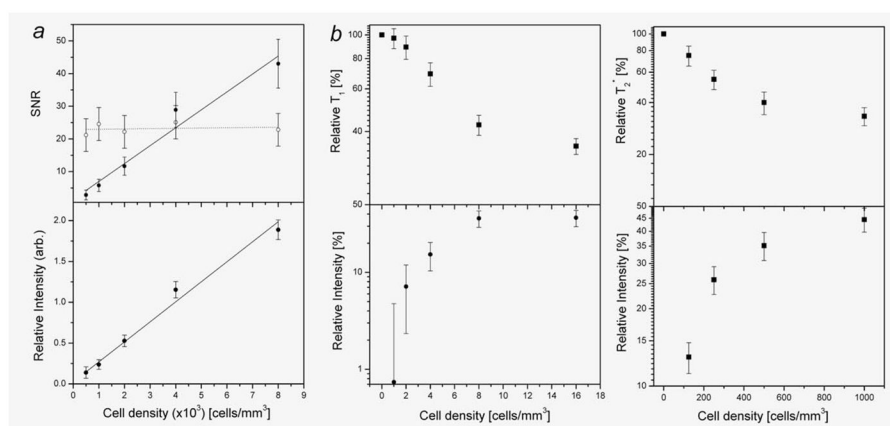 a
SNR
50
40
30
20
10
Relative Intensity (arb.)
2.0
1.5
1.0
0.5
0.0
0 1 2 3 4 5 6 7 8 9
Cell density (x10³) [cells/mm³]
b
Relative T₁ [%]
100
80
60
40
Relative Intensity [%]
50
10
1
0 2 4 6 8 10 12 14 16 18
Cell density [cells/mm³]
Relative T₂* [%]
100
80
60
40
20
Relative Intensity [%]
50
45
40
35
30
25
20
15
10
0 200 400 600 800 1000
Cell density [cells/mm³]